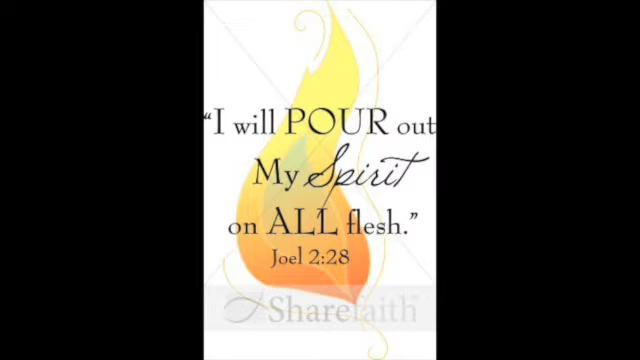 “I will POUR out
My Spirit
on ALL flesh.”
Joel 2:28
Sharefaith